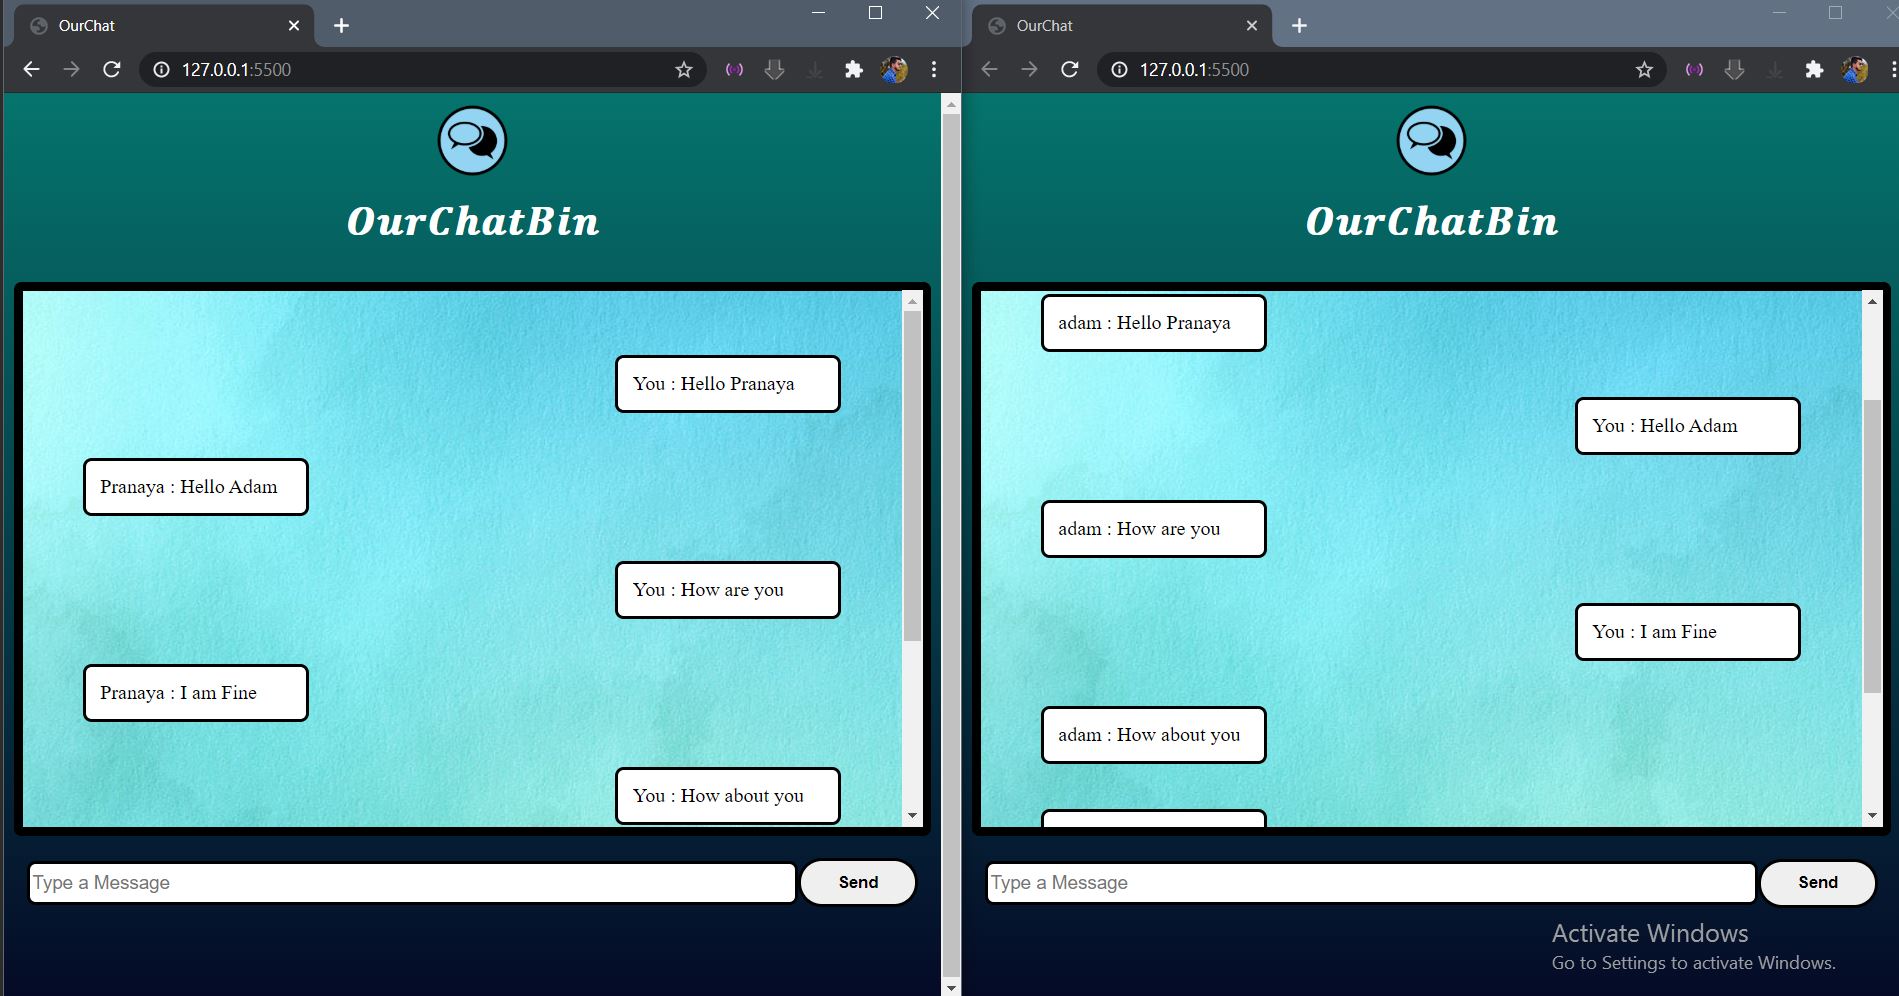 OurChat
127.0.0.1:5500
OurChatBin
You : Hello Pranaya
Pranaya : Hello Adam
You : How are you
Pranaya : I am Fine
You : How about you
Type a Message
Send
OurChat
127.0.0.1:5500
OurChatBin
adam : Hello Pranaya
You : Hello Adam
adam : How are you
You : I am Fine
adam : How about you
Type a Message
Send
Activate Windows
Go to Settings to activate Windows.